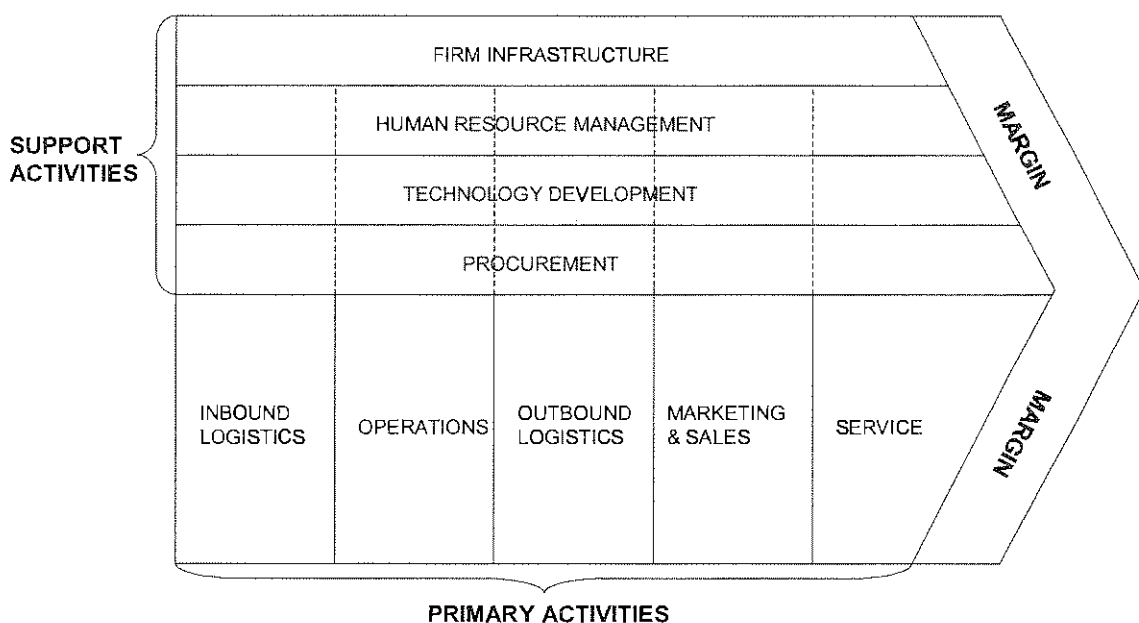 FIRM INFRASTRUCTURE
HUMAN RESOURCE MANAGEMENT
SUPPORT
ACTIVITIES
TECHNOLOGY DEVELOPMENT
PROCUREMENT
MARGIN
INBOUND
LOGISTICS
OPERATIONS
OUTBOUND
LOGISTICS
MARKETING
& SALES
SERVICE
MARGIN
PRIMARY ACTIVITIES